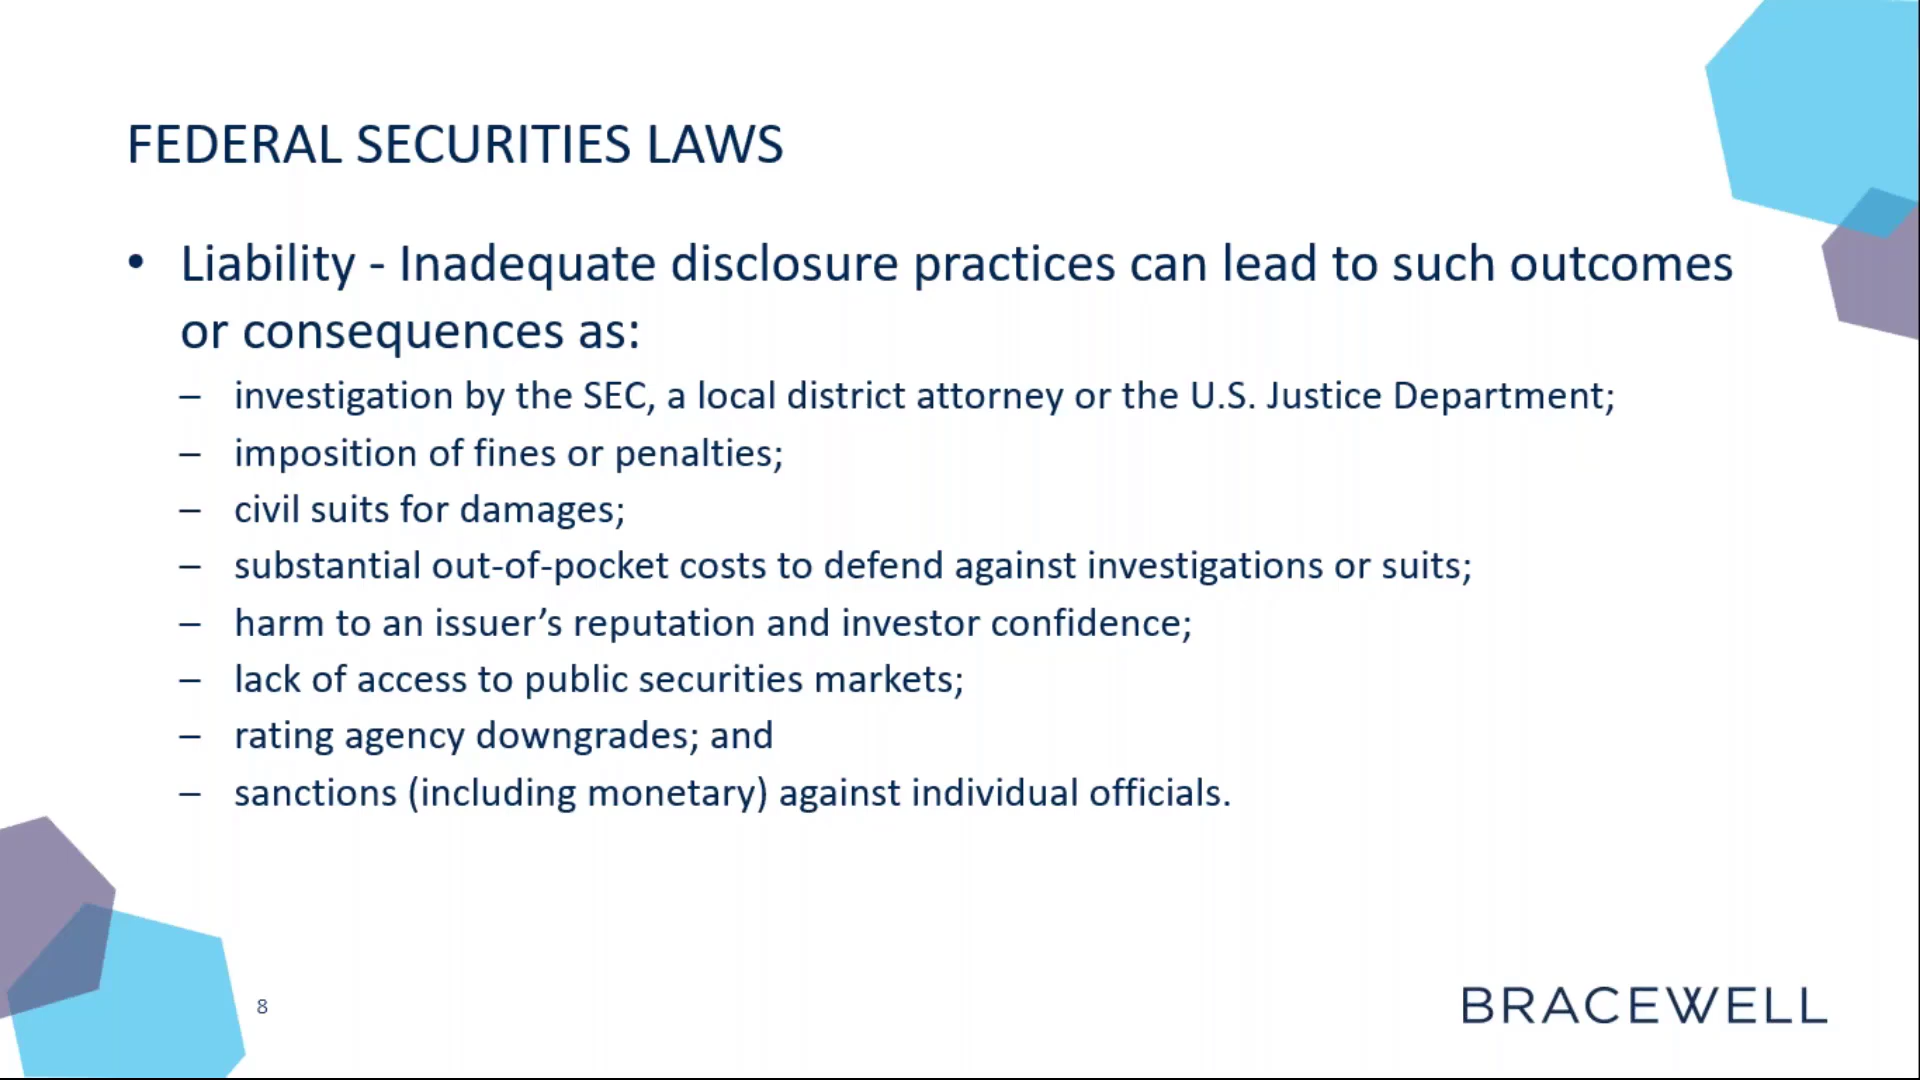 FEDERAL SECURITIES LAWS
• Liability - Inadequate disclosure practices can lead to such outcomes
or consequences as:
– investigation by the SEC, a local district attorney or the U.S. Justice Department;
– imposition of fines or penalties;
– civil suits for damages;
– substantial out-of-pocket costs to defend against investigations or suits;
– harm to an issuer’s reputation and investor confidence;
– lack of access to public securities markets;
– rating agency downgrades; and
– sanctions (including monetary) against individual officials.
8
BRACEWELL